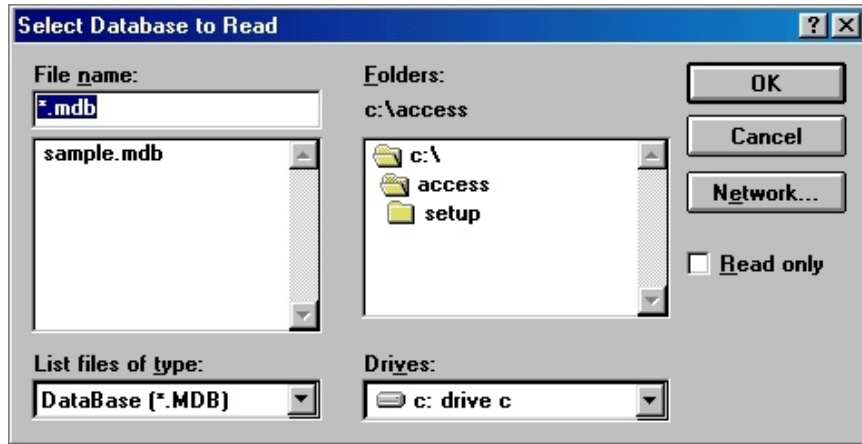 Select Database to Read
File name:
*.mdb
sample.mdb
List files of type:
DataBase (*.MDB)
Folders:
c:\access
c:\
access
setup
Drives:
c: drive c
OK
Cancel
Network...
Read only